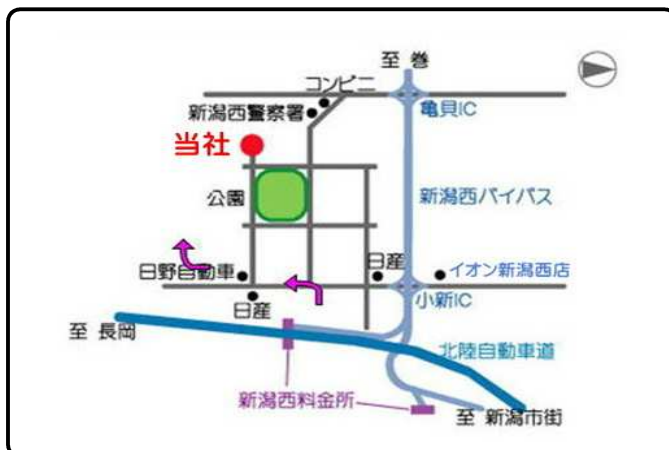 至 巻
コンビニ
新潟西警察署
亀貝IC
当社
公園
新潟西バイパス
日野自動車
日産
イオン新潟西店
日産
小新IC
至 長岡
北陸自動車道
新潟西料金所
至 新潟市街